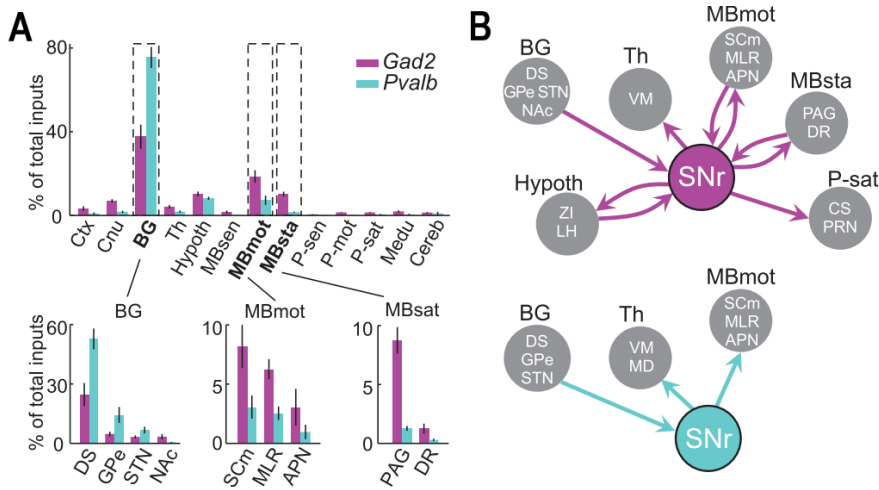 A
% of total inputs
80
40
0
Gad2
Pvalb
Ctx
Cnu
BG
Th
Hypoth
MBsen
MBmot
MBsta
P-sen
P-mot
P-sat
Medu
Cereb
BG
% of total inputs
60
30
0
DS
GPe
STN
NAc
MBmot
10
5
0
SCm
MLR
APN
MBsat
10
5
0
PAG
DR
B
BG
DS
GPe STN
NAc
Th
VM
MBmot
SCm
MLR
APN
MBsta
PAG
DR
SNr
Hypoth
ZI
LH
P-sat
CS
PRN
BG
DS
GPe
STN
Th
VM
MD
MBmot
SCm
MLR
APN
SNr